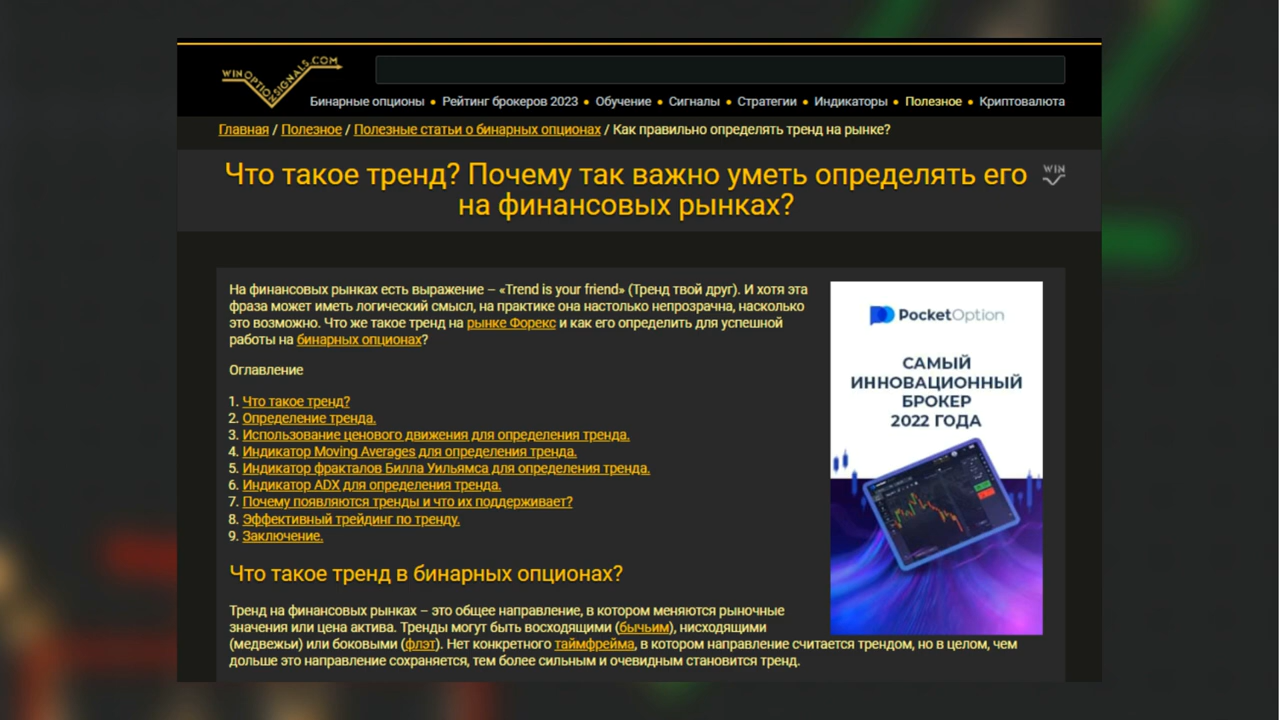 WINOPTIONSIGNALS.COM
Бинарные опционы • Рейтинг брокеров 2023 • Обучение • Сигналы • Стратегии • Индикаторы • Полезное • Криптовалюта
Главная / Полезное / Полезные статьи о бинарных опционах / Как правильно определять тренд на рынке?
Что такое тренд? Почему так важно уметь определять его
на финансовых рынках?
WIN
На финансовых рынках есть выражение – «Trend is your friend» (Тренд твой друг). И хотя эта
фраза может иметь логический смысл, на практике она настолько непрозрачна, насколько
это возможно. Что же такое тренд на рынке Форекс и как его определить для успешной
работы на бинарных опционах?
Оглавление
1. Что такое тренд?
2. Определение тренда.
3. Использование ценового движения для определения тренда.
4. Индикатор Moving Averages для определения тренда.
5. Индикатор фракталов Билла Уильямса для определения тренда.
6. Индикатор ADX для определения тренда.
7. Почему появляются тренды и что их поддерживает?
8. Эффективный трейдинг по тренду.
9. Заключение.
PocketOption
САМЫЙ
ИННОВАЦИОННЫЙ
БРОКЕР
2022 ГОДА
Что такое тренд в бинарных опционах?
Тренд на финансовых рынках – это общее направление, в котором меняются рыночные
значения или цена актива. Тренды могут быть восходящими (бычьим), нисходящими
(медвежьи) или боковыми (флэт). Нет конкретного таймфрейма, в котором направление считается трендом, но в целом, чем
дольше это направление сохраняется, тем более сильным и очевидным становится тренд.